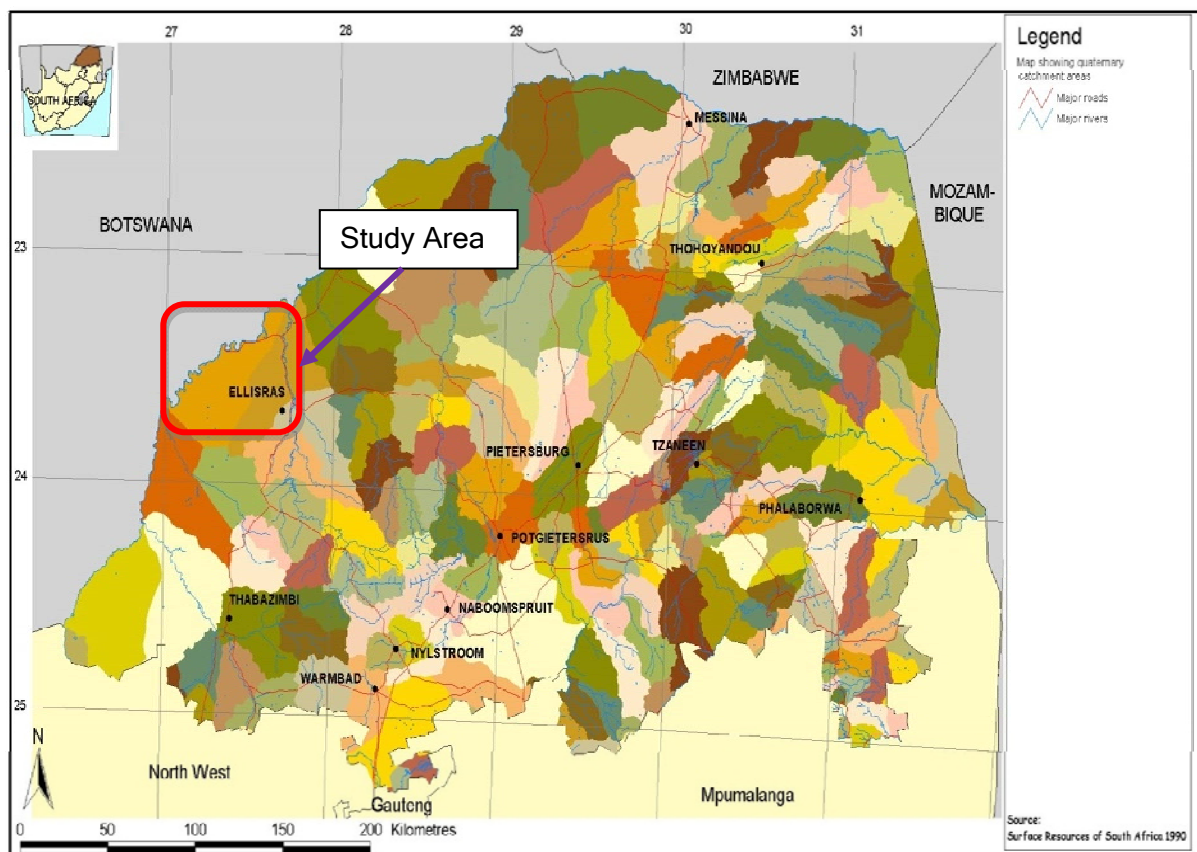 27 28 29 30 31
Legend
Map showing quaternary
catchment areas
Major roads
Major rivers
SOUTH AFRICA
ZIMBABWE
MESSINA
MOZAM-
BIQUE
BOTSWANA
23
Study Area
THOHOYANDOU
ELLISRAS
PIETERSBURG
TZANEEN
24
PHALABORWA
POTGIETERSRUS
THABAZIMBI
NABOOMSPRUIT
NYLSTROOM
WARMBAD
25
N
North West
Gauteng
Mpumalanga
0 50 100 150 200 Kilometres
Source:
Surface Resources of South Africa 1990